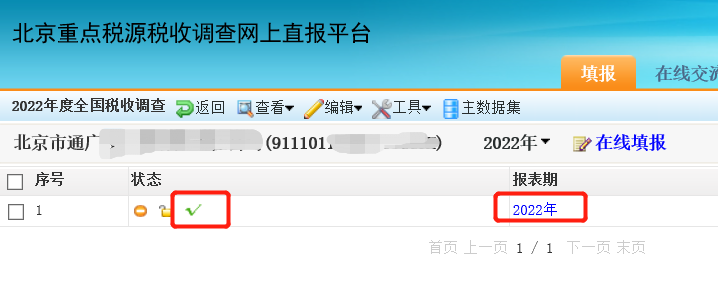 北京重点税源税收调查网上直报平台
填报 在线交流
2022年度全国税收调查 返回 查看 编辑 工具 主数据集
北京市通广 (9111011 ) 2022年 在线填报
序号 状态 报表期
1 2022年
首页 上一页 1 / 1 下一页 末页